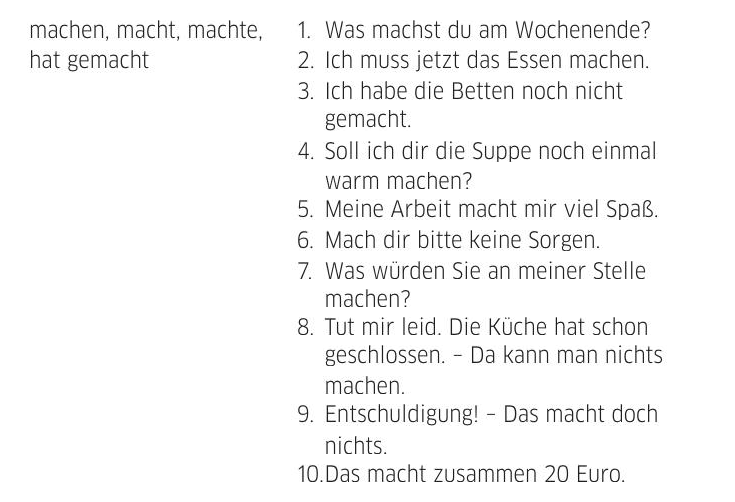 machen, macht, machte,
hat gemacht
1. Was machst du am Wochenende?
2. Ich muss jetzt das Essen machen.
3. Ich habe die Betten noch nicht
gemacht.
4. Soll ich dir die Suppe noch einmal
warm machen?
5. Meine Arbeit macht mir viel Spaß.
6. Mach dir bitte keine Sorgen.
7. Was würden Sie an meiner Stelle
machen?
8. Tut mir leid. Die Küche hat schon
geschlossen. – Da kann man nichts
machen.
9. Entschuldigung! – Das macht doch
nichts.
10.Das macht zusammen 20 Euro.